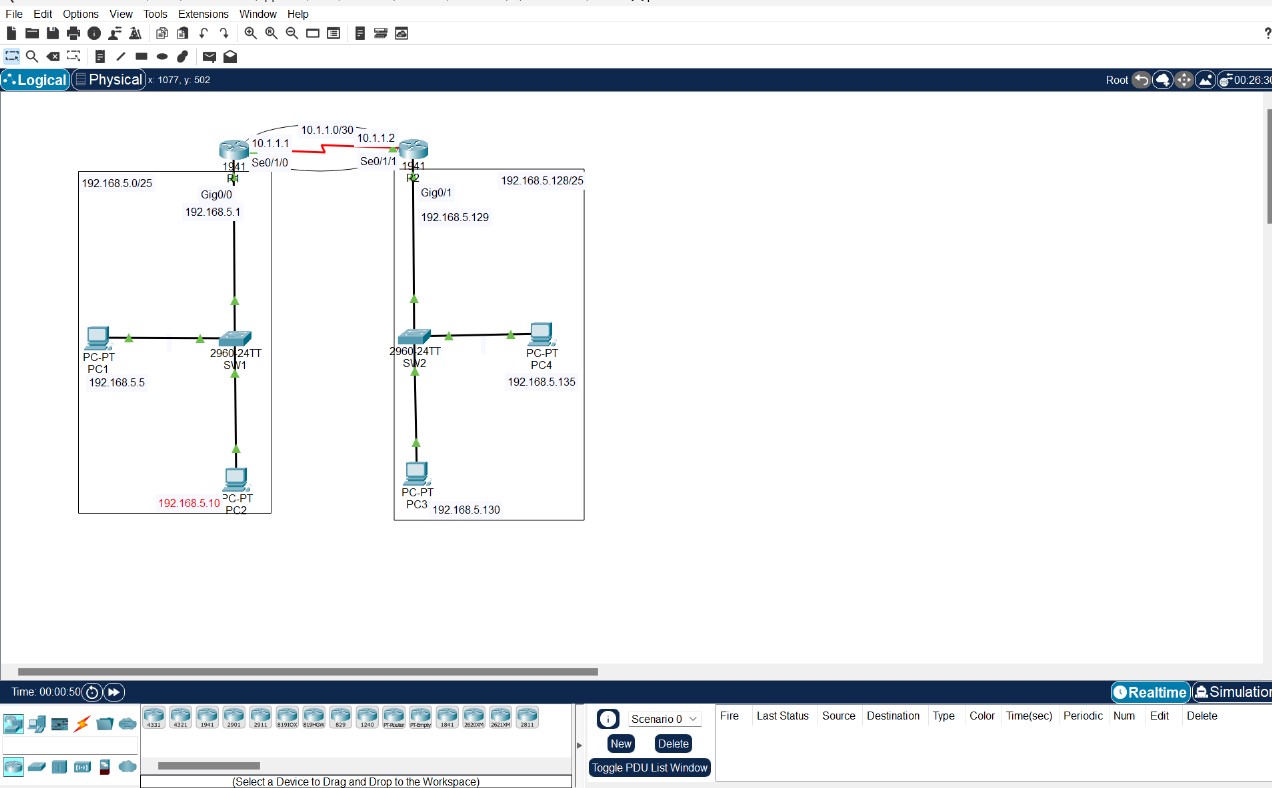 File Edit Options View Tools Extensions Window Help
?
Logical Physical x: 1077, y: 502 Root 00:26:30
10.1.1.0/30
10.1.1.1 10.1.1.2
1941 Se0/1/0 Se0/1/1 1941
R1 R2
192.168.5.0/25 192.168.5.128/25
Gig0/0 Gig0/1
192.168.5.1 192.168.5.129
PC-PT
PC1
192.168.5.5
2960-24TT
SW1
2960-24TT
SW2
PC-PT
PC4
192.168.5.135
192.168.5.10 PC-PT
PC2
PC-PT
PC3 192.168.5.130
Time: 00:00:50 Realtime Simulation
4331 4321 1941 2901 2911 819IOX 819HGW 829 1240 PT-Router PT-Empty 1841 2620XM 2621XM 2811
(Select a Device to Drag and Drop to the Workspace)
Scenario 0
New Delete
Toggle PDU List Window
Fire Last Status Source Destination Type Color Time(sec) Periodic Num Edit Delete